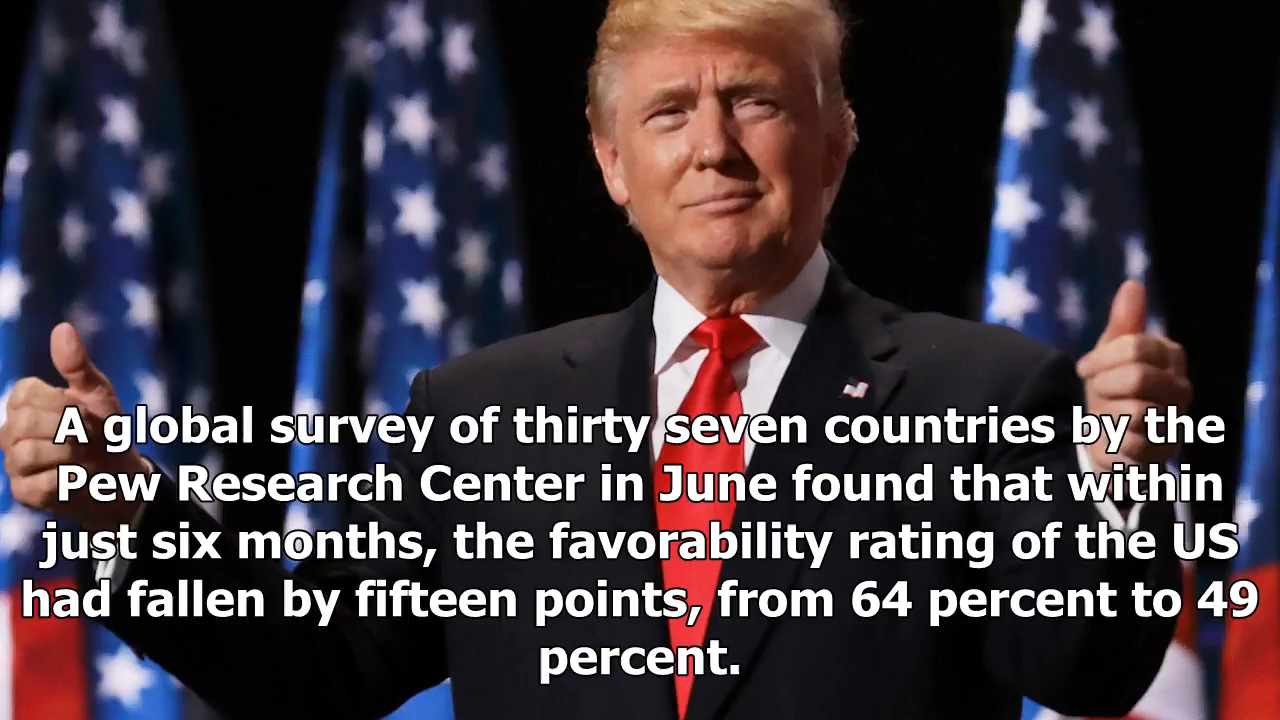 A global survey of thirty seven countries by the
Pew Research Center in June found that within
just six months, the favorability rating of the US
had fallen by fifteen points, from 64 percent to 49
percent.